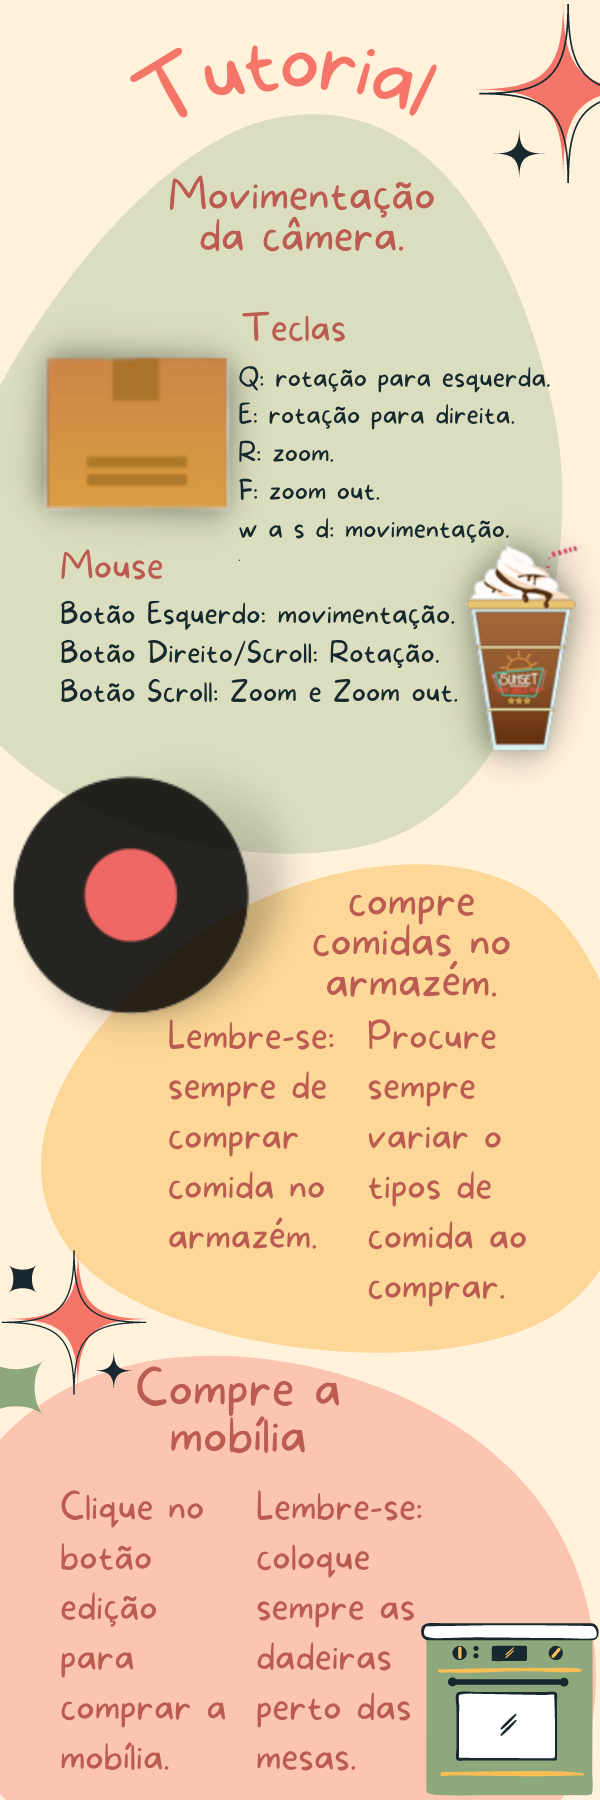 Tutorial
Movimentação
da câmera.
Teclas
Q: rotação para esquerda.
E: rotação para direita.
R: zoom.
F: zoom out.
w a s d: movimentação.
.
Mouse
Botão Esquerdo: movimentação.
Botão Direito/Scroll: Rotação.
Botão Scroll: Zoom e Zoom out.
SUNSET
compre
comidas no
armazém.
Lembre-se:
sempre de
comprar
comida no
armazém.
Procure
sempre
variar o
tipos de
comida ao
comprar.
Compre a
mobília
Clique no
botão
edição
para
comprar a
mobília.
Lembre-se:
coloque
sempre as
dadeiras
perto das
mesas.